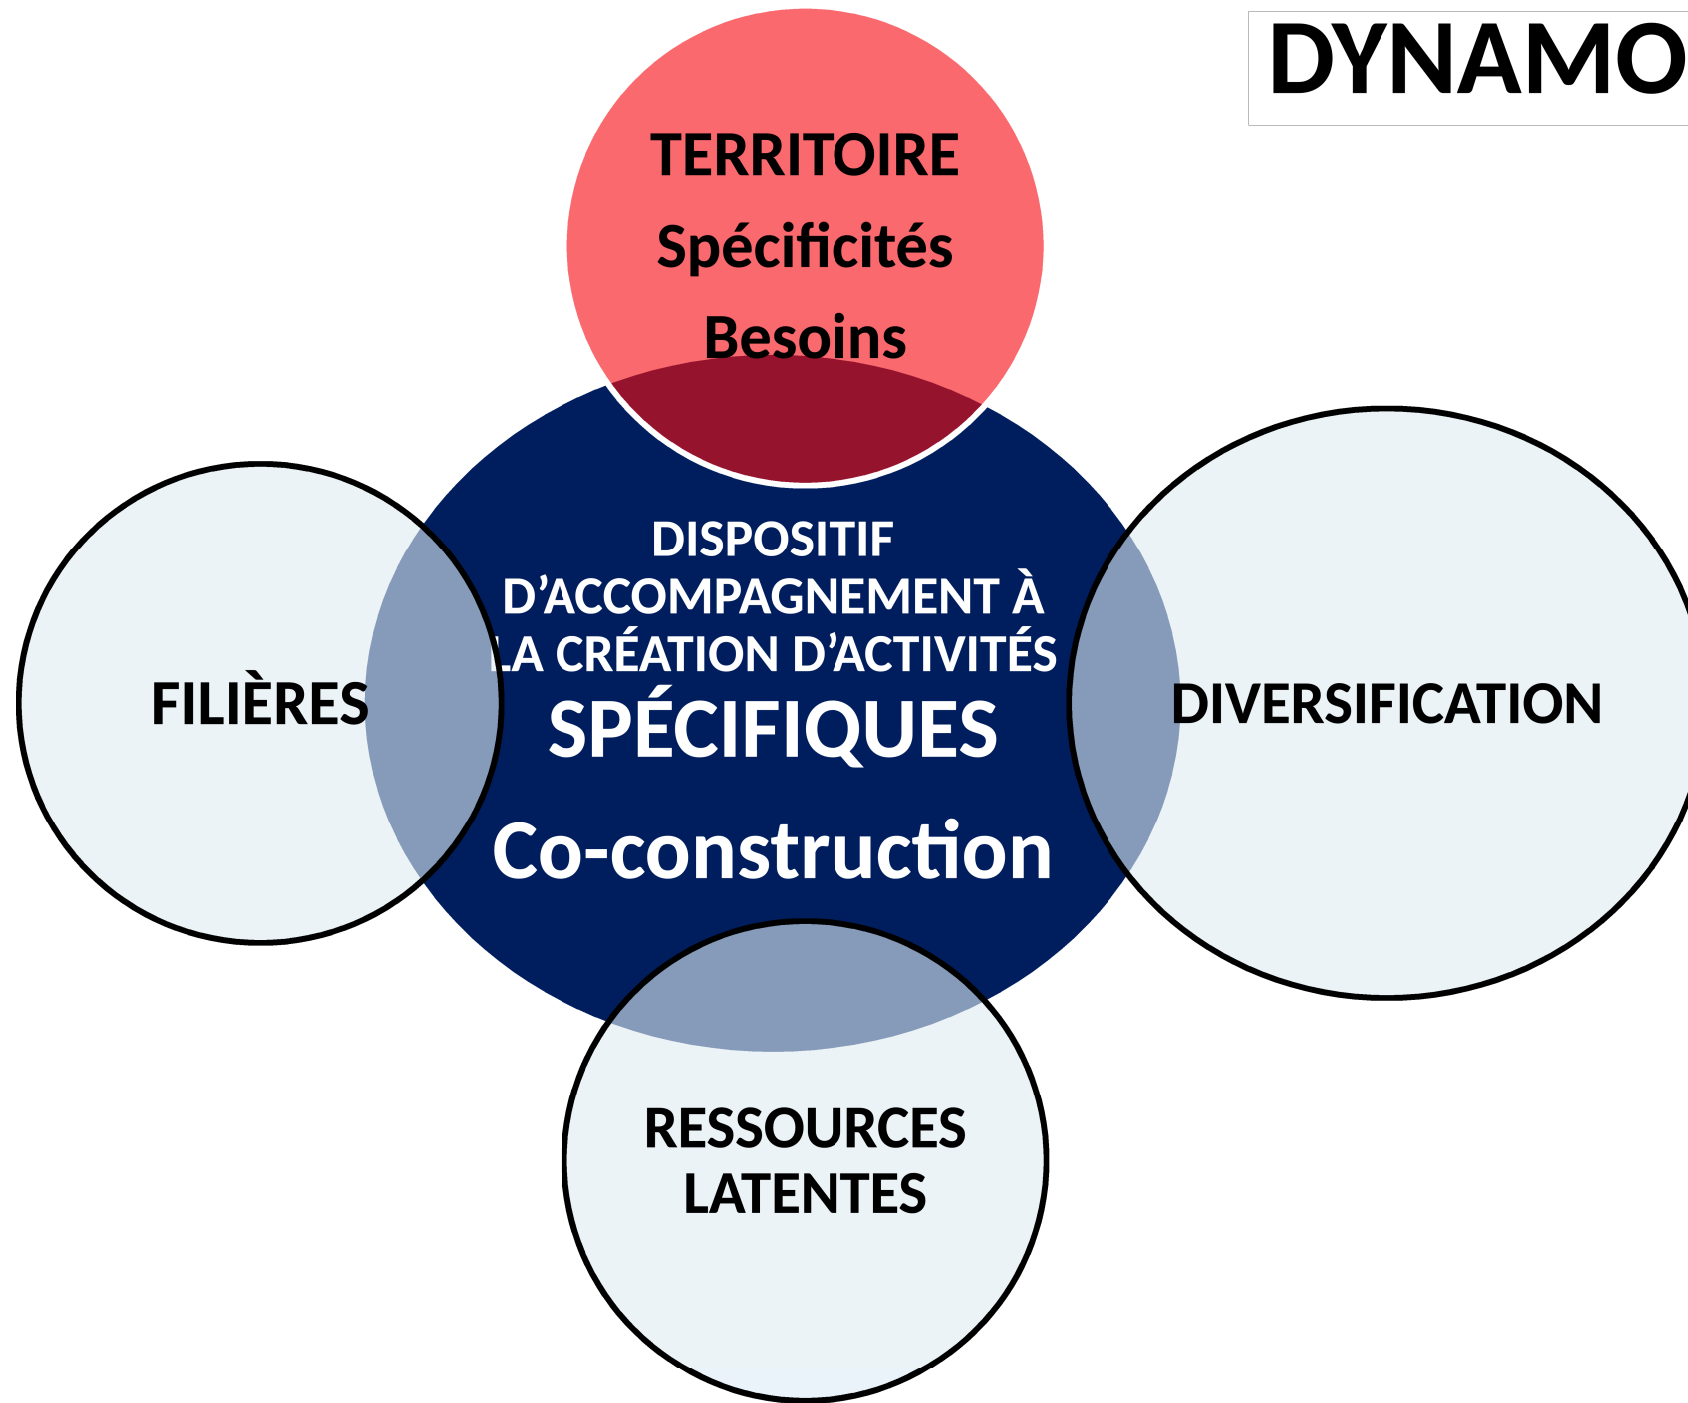 DYNAMO
TERRITOIRE
Spécificités
Besoins
DISPOSITIF
D’ACCOMPAGNEMENT À
LA CRÉATION D’ACTIVITÉS
SPÉCIFIQUES
Co-construction
FILIÈRES
DIVERSIFICATION
RESSOURCES
LATENTES